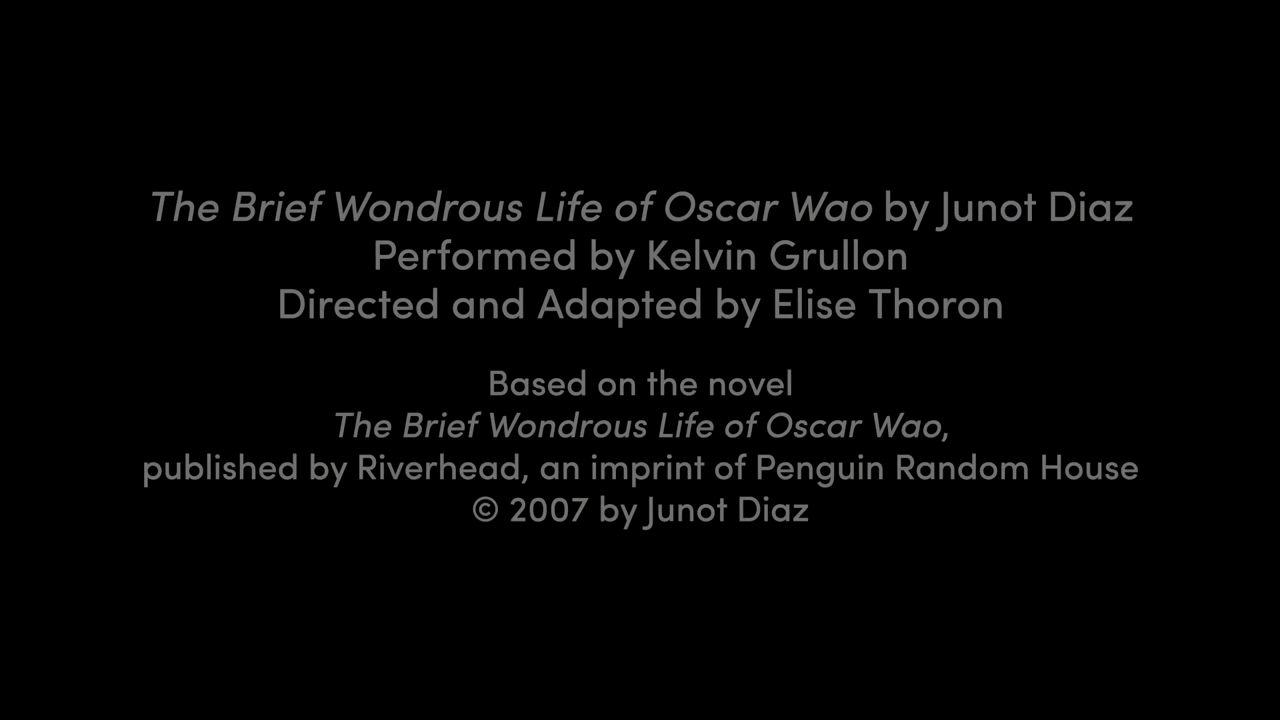 The Brief Wondrous Life of Oscar Wao by Junot Diaz
Performed by Kelvin Grullon
Directed and Adapted by Elise Thoron
Based on the novel
The Brief Wondrous Life of Oscar Wao,
published by Riverhead, an imprint of Penguin Random House
© 2007 by Junot Diaz